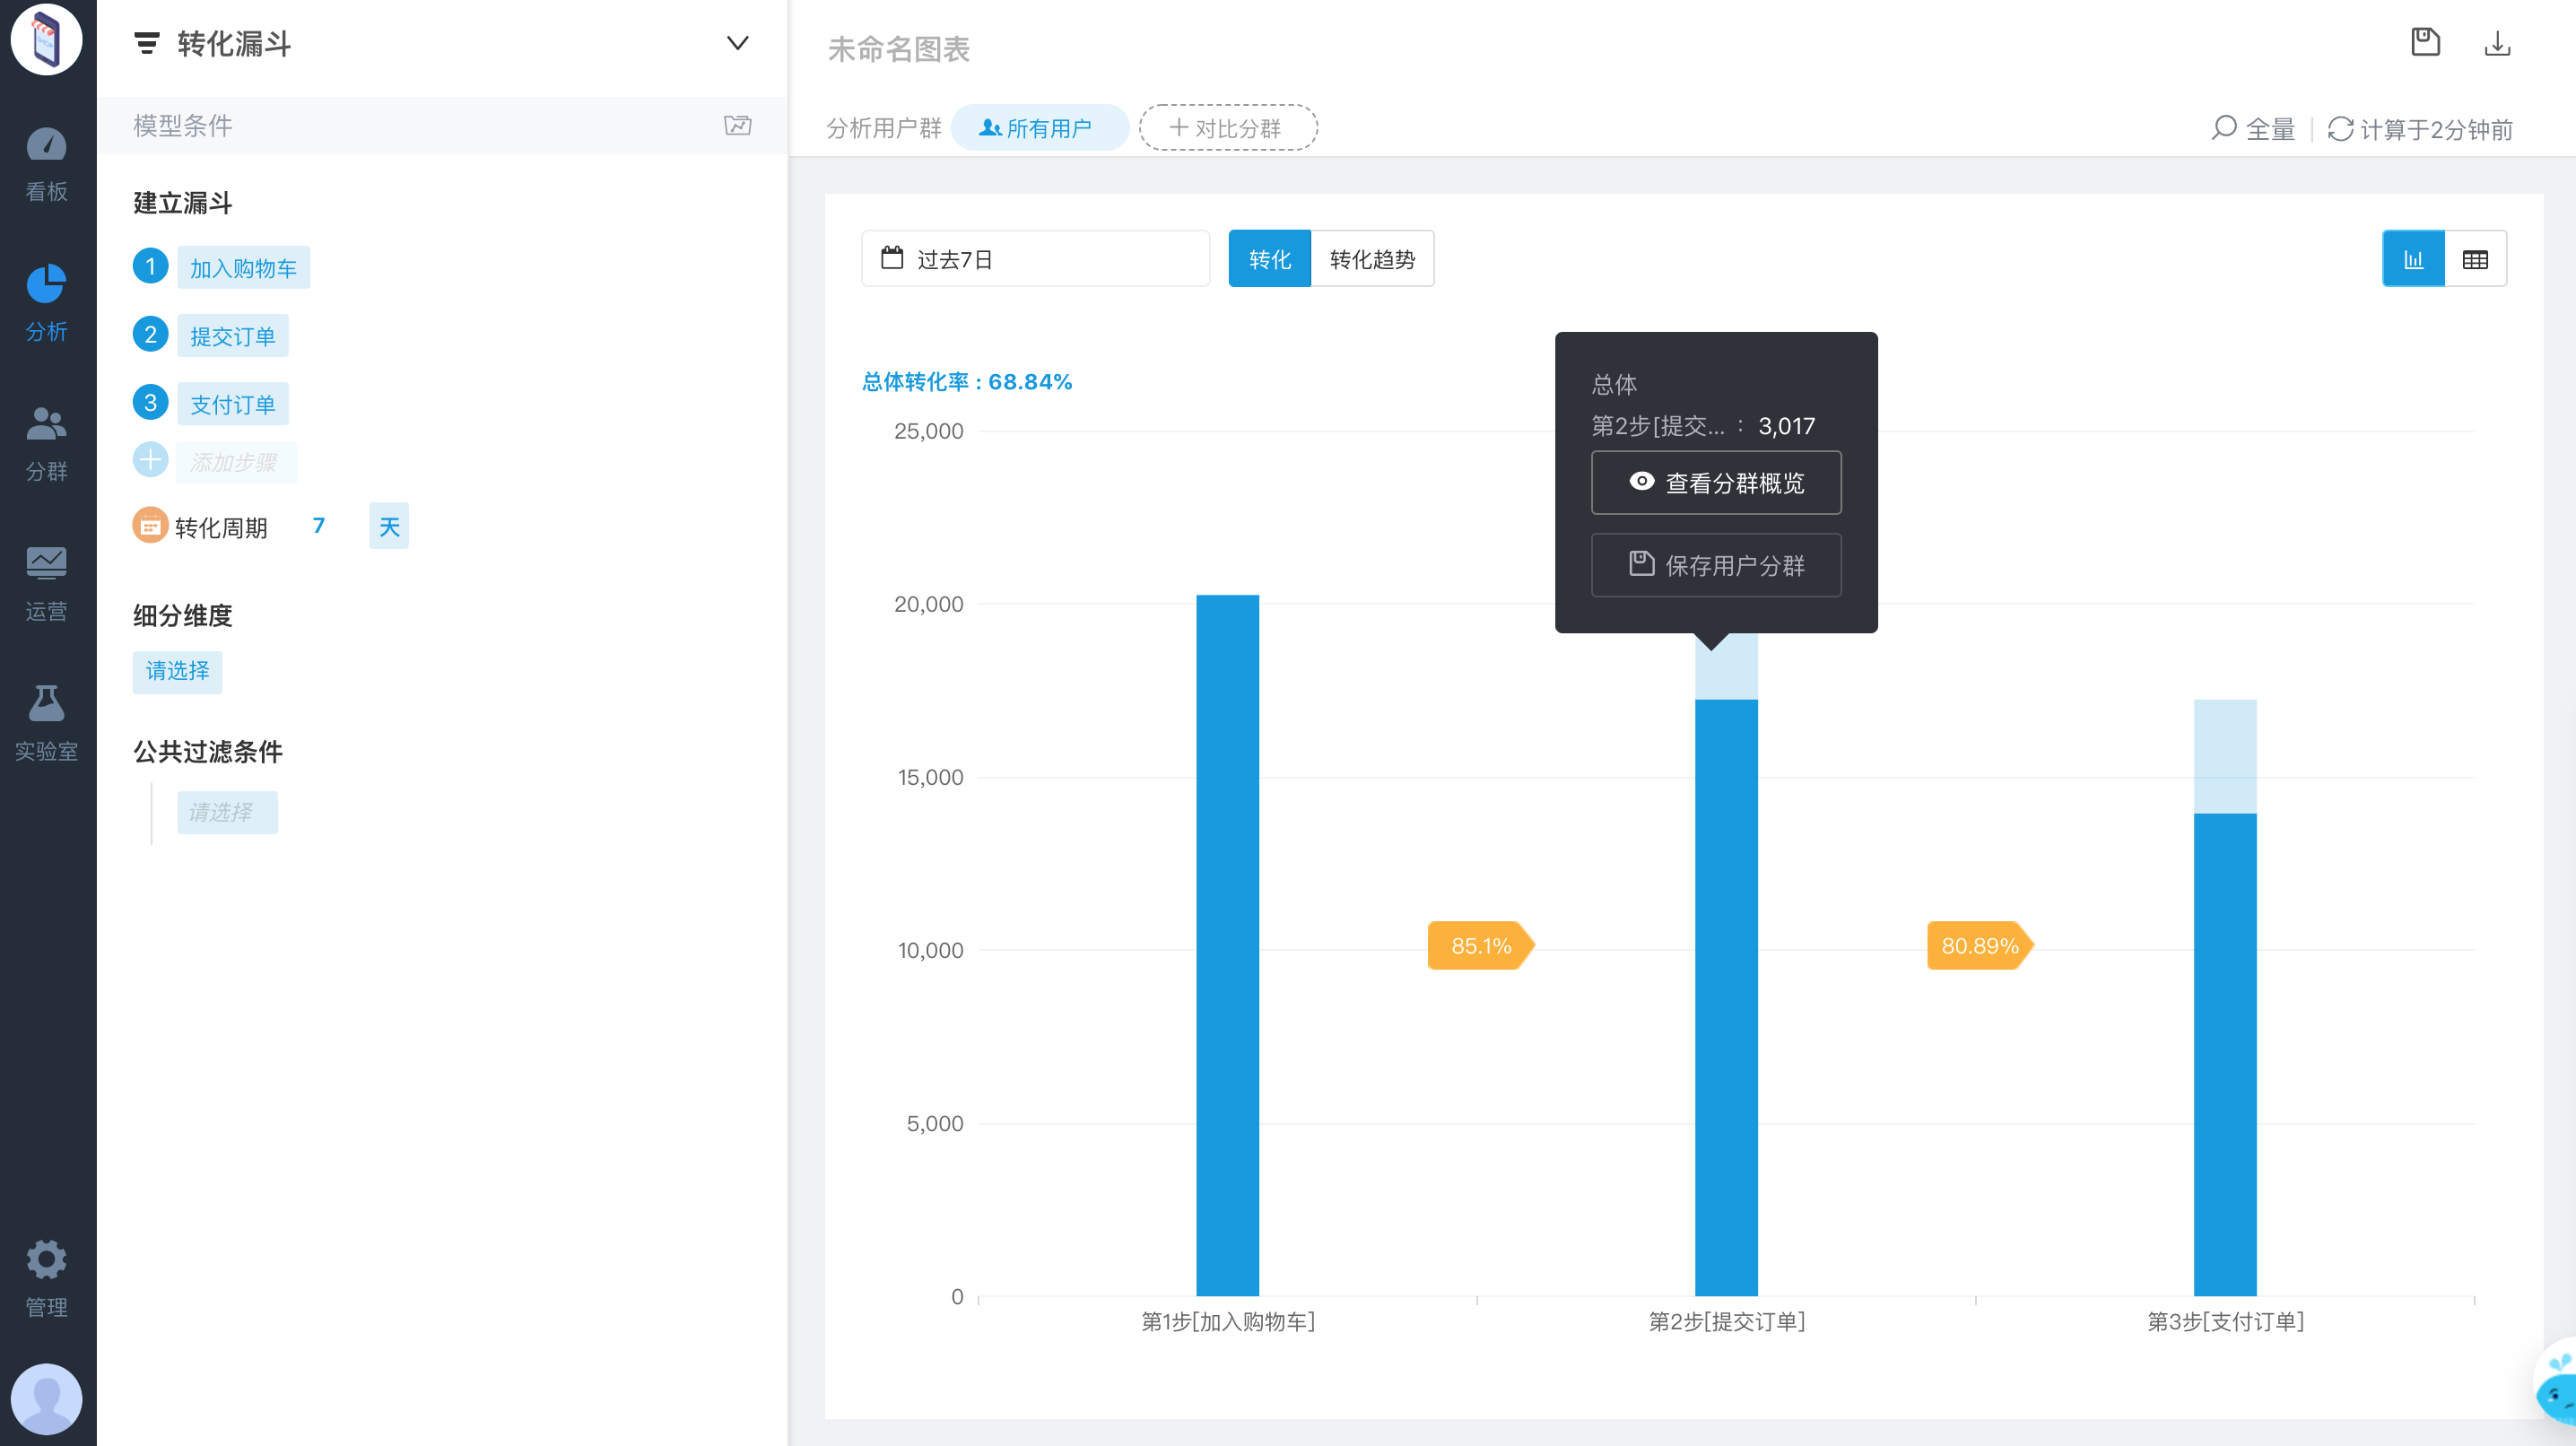 看板
分析
分群
运营
实验室
管理
转化漏斗
模型条件
建立漏斗
1 加入购物车
2 提交订单
3 支付订单
添加步骤
转化周期 7 天
细分维度
请选择
公共过滤条件
请选择
未命名图表
分析用户群 所有用户 + 对比分群
全量 | 计算于2分钟前
过去7日 转化 转化趋势
总体转化率 : 68.84%
总体
第2步[提交... : 3,017
查看分群概览
保存用户分群
25,000
20,000
15,000
10,000
5,000
0
85.1%
80.89%
第1步[加入购物车] 第2步[提交订单] 第3步[支付订单]